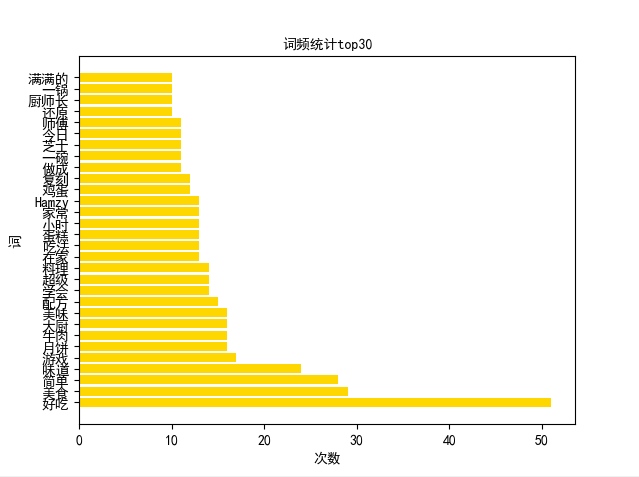 词频统计top30
满满的
一锅
厨师长
还原
师傅
今日
芝士
一碗
做成
复刻
鸡蛋
Hamzy
家常
小时
蛋糕
吃法
在家
料理
超级
学会
配方
美味
大厨
牛肉
月饼
游戏
味道
简单
美食
好吃
词
0 10 20 30 40 50
次数